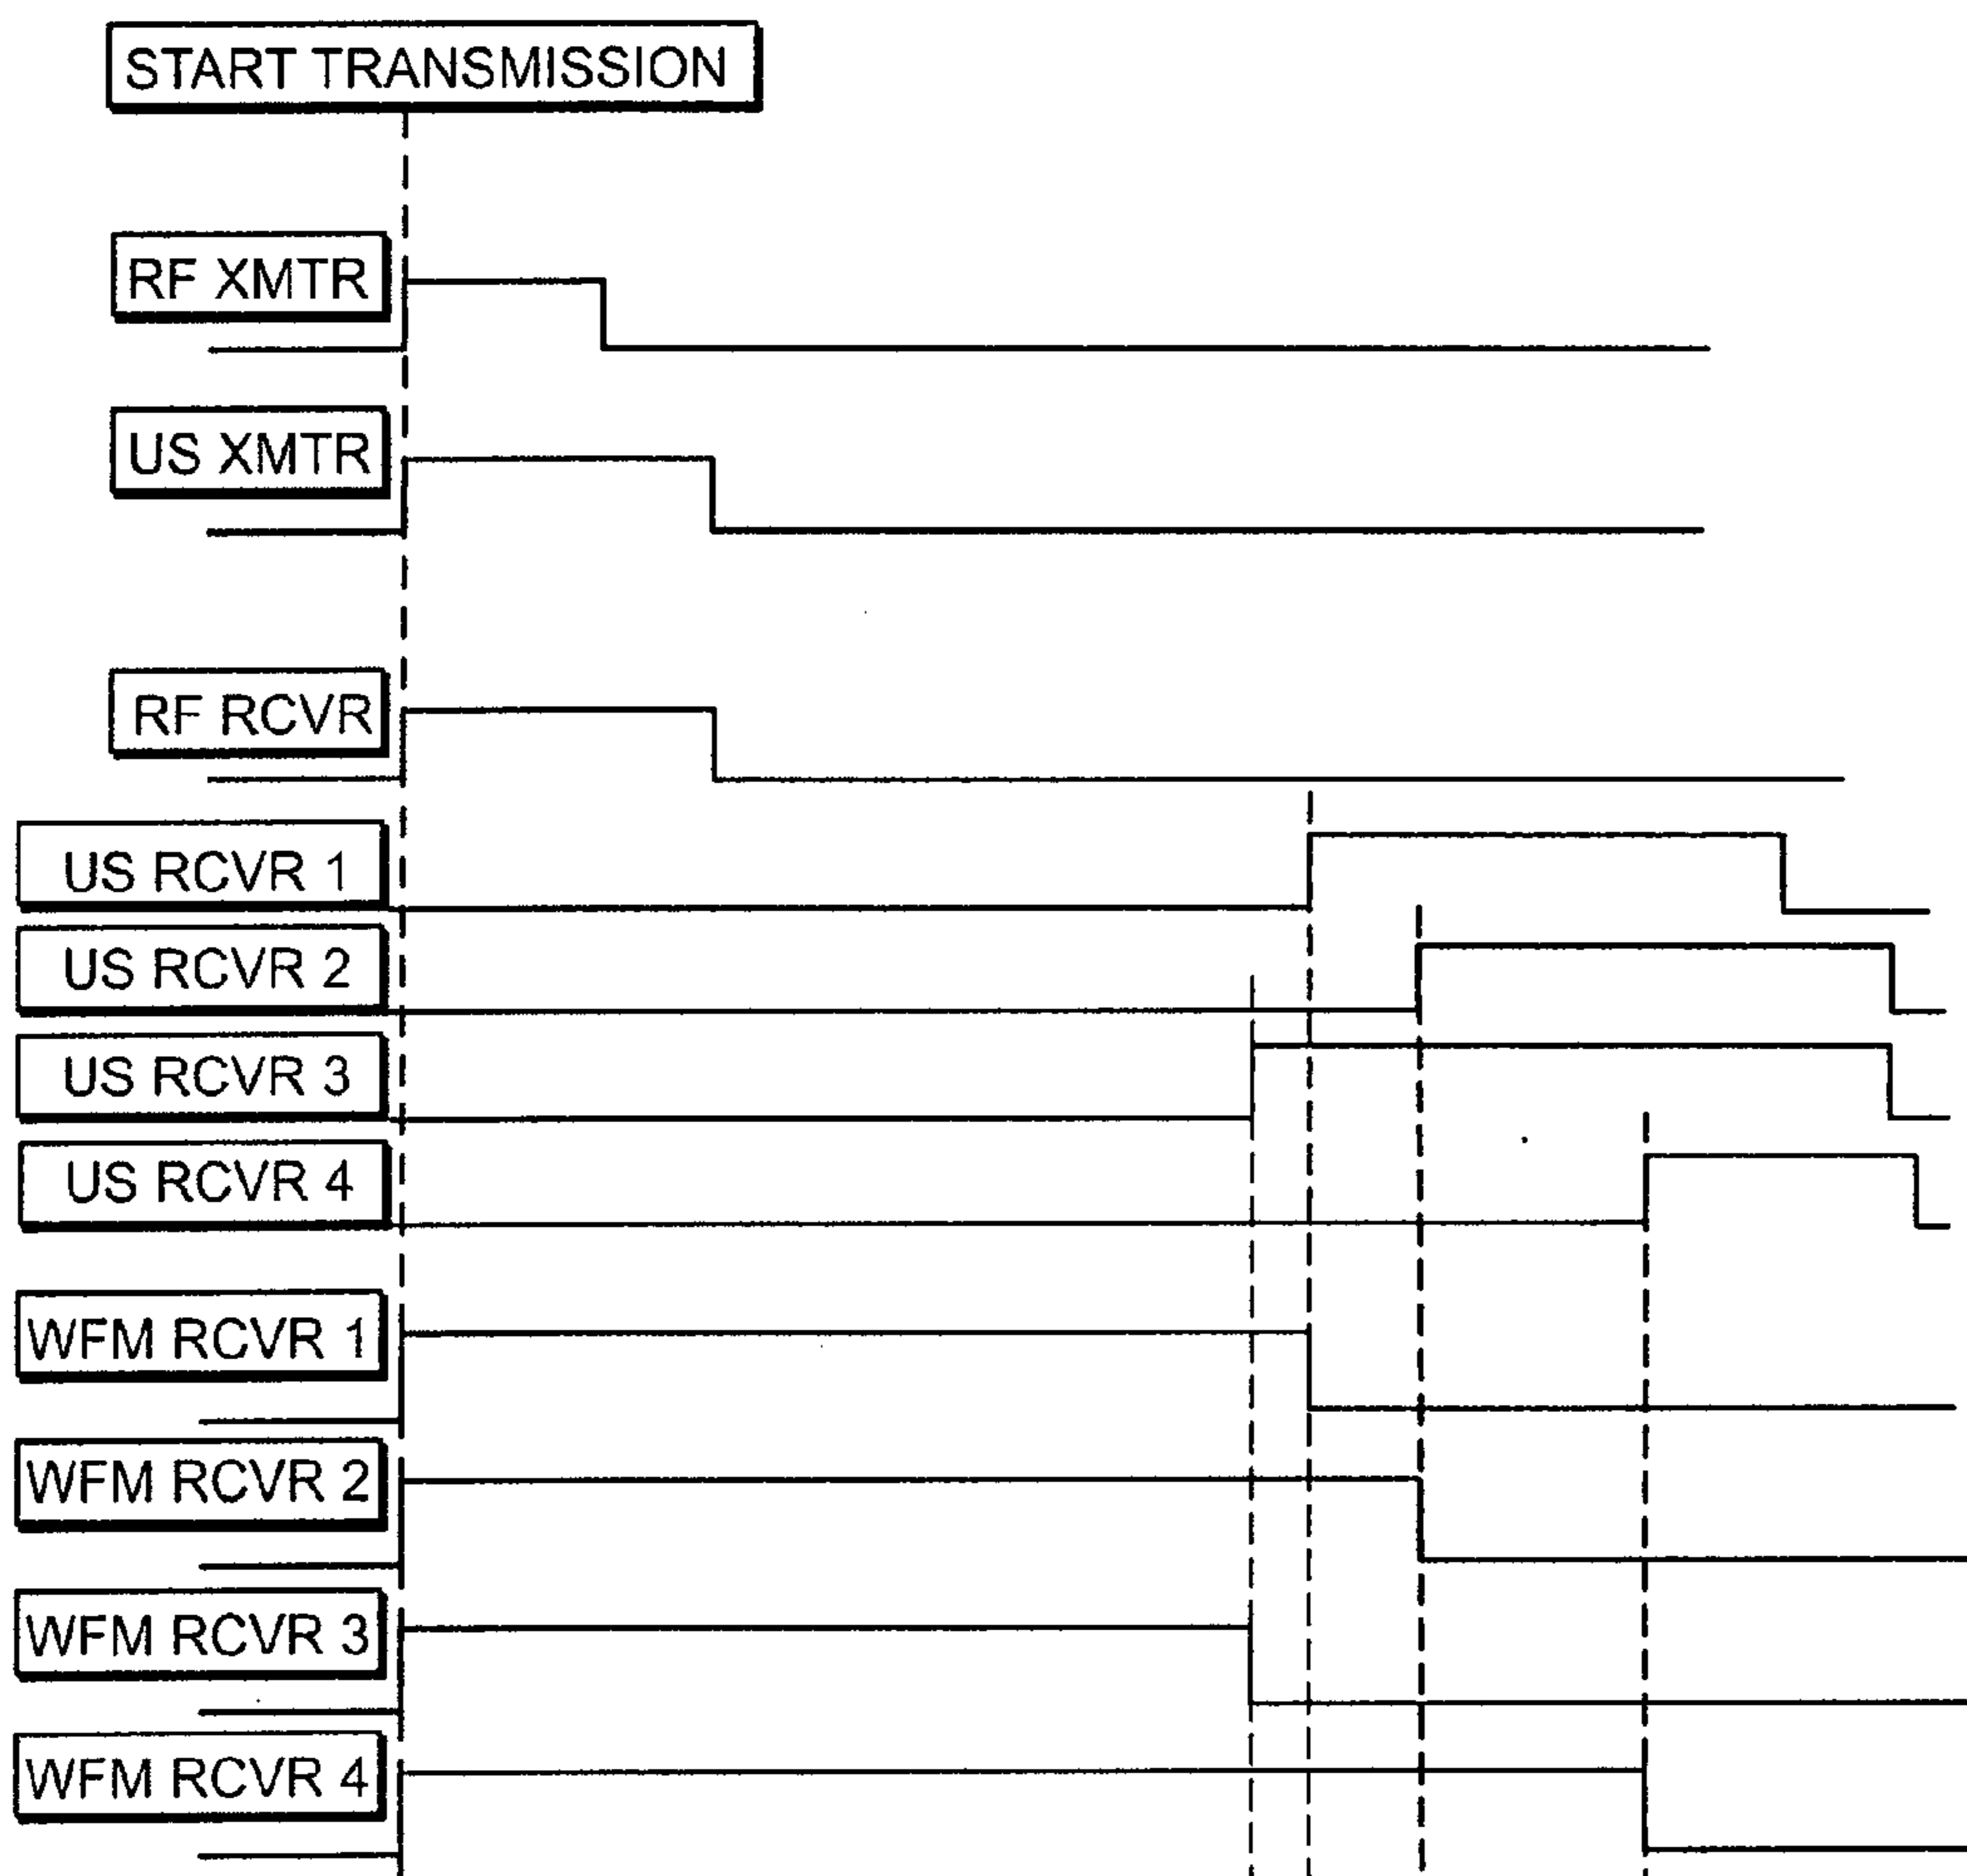 START TRANSMISSION
RF XMTR
US XMTR
RF RCVR
US RCVR 1
US RCVR 2
US RCVR 3
US RCVR 4
WFM RCVR 1
WFM RCVR 2
WFM RCVR 3
WFM RCVR 4